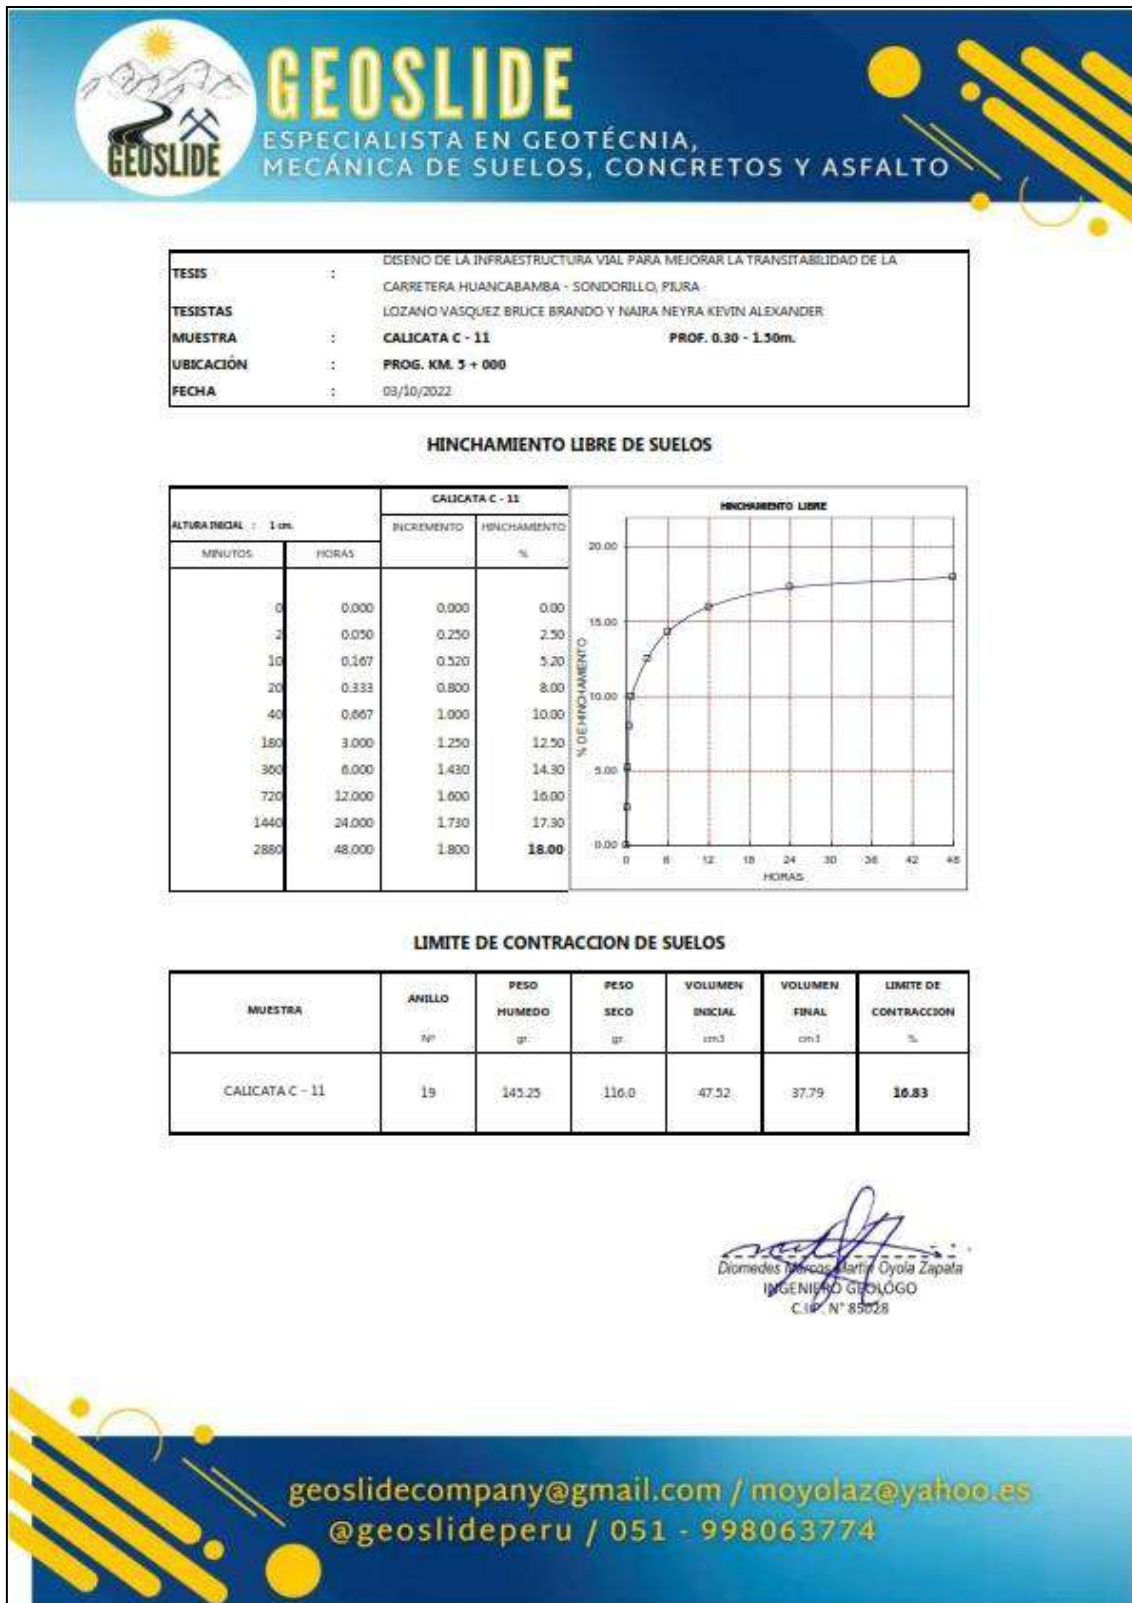 GEOSLIDE
GEOSLIDE
ESPECIALISTA EN GEOTÉCNIA,
MECÁNICA DE SUELOS, CONCRETOS Y ASFALTO
TESIS : DISENO DE LA INFRAESTRUCTURA VIAL PARA MEJORAR LA TRANSITABILIDAD DE LA
CARRETERA HUANCABAMBA - SONDORILLO, PIURA
TESISTAS LOZANO VASQUEZ BRUCE BRANDO Y NAIRA NEYRA KEVIN ALEXANDER
MUESTRA : CALICATA C - 11 PROF. 0.30 - 1.50m.
UBICACIÓN : PROG. KM. 5 + 000
FECHA : 03/10/2022
HINCHAMIENTO LIBRE DE SUELOS
CALICATA C - 11
ALTURA INICIAL : 1 cm. INCREMENTO HINCHAMIENTO
MINUTOS HORAS %
0 0.000 0.000 0.00
2 0.050 0.250 2.50
10 0.167 0.520 5.20
20 0.333 0.800 8.00
40 0.667 1.000 10.00
180 3.000 1.250 12.50
360 6.000 1.430 14.30
720 12.000 1.600 16.00
1440 24.000 1.730 17.30
2880 48.000 1.800 18.00
HINCHAMIENTO LIBRE
% DE HINCHAMIENTO
20.00
15.00
10.00
5.00
0.00
0 6 12 18 24 30 36 42 48
HORAS
LIMITE DE CONTRACCION DE SUELOS
MUESTRA ANILLO PESO PESO VOLUMEN VOLUMEN LIMITE DE
HUMEDO SECO INICIAL FINAL CONTRACCION
Nº gr. gr. cm3 cm3 %
CALICATA C - 11 19 145.25 116.0 47.52 37.79 16.83
Diomedes Marcos Martin Oyola Zapata
INGENIERO GEOLÓGO
C.I.P. N° 85028
geoslidecompany@gmail.com / moyolaz@yahoo.es
@geoslideperu / 051 - 998063774